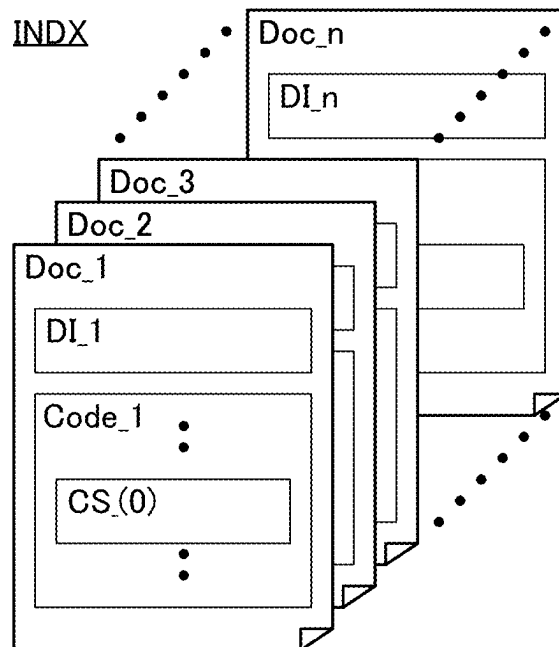 INDX
Doc_n
DI_n
Doc_3
Doc_2
Doc_1
DI_1
Code_1
CS_(0)